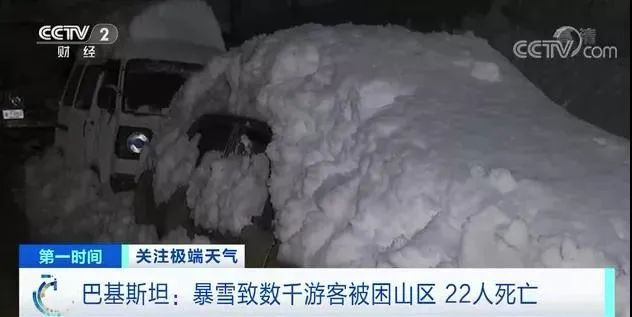 CCTV 2
财经
清
CCTV.com
第一时间
关注极端天气
巴基斯坦：暴雪致数千游客被困山区 22人死亡